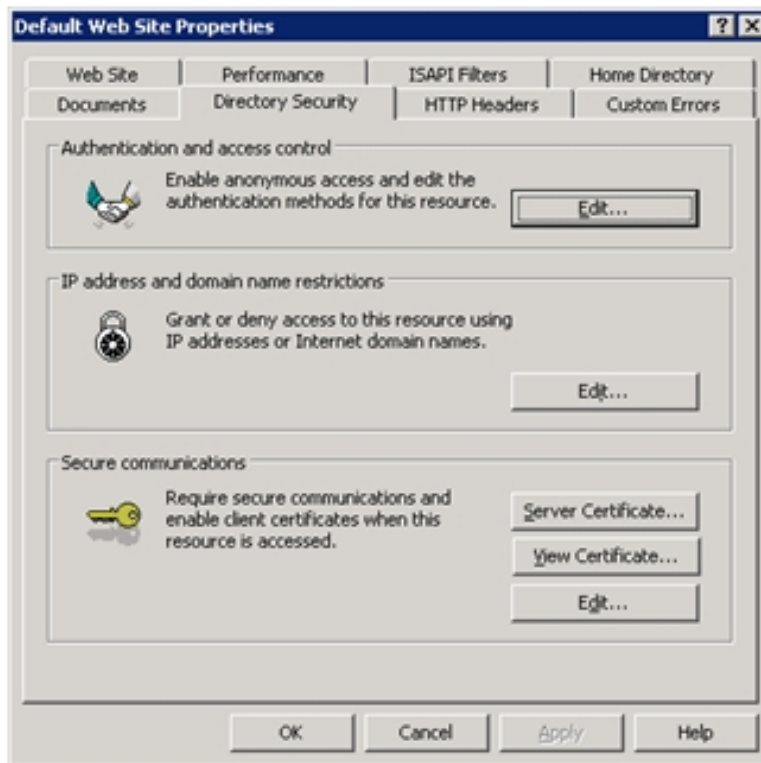 Default Web Site Properties
Web Site Performance ISAPI Filters Home Directory
Documents Directory Security HTTP Headers Custom Errors
Authentication and access control
Enable anonymous access and edit the
authentication methods for this resource.
Edit...
IP address and domain name restrictions
Grant or deny access to this resource using
IP addresses or Internet domain names.
Edit...
Secure communications
Require secure communications and
enable client certificates when this
resource is accessed.
Server Certificate...
View Certificate...
Edit...
OK Cancel Apply Help